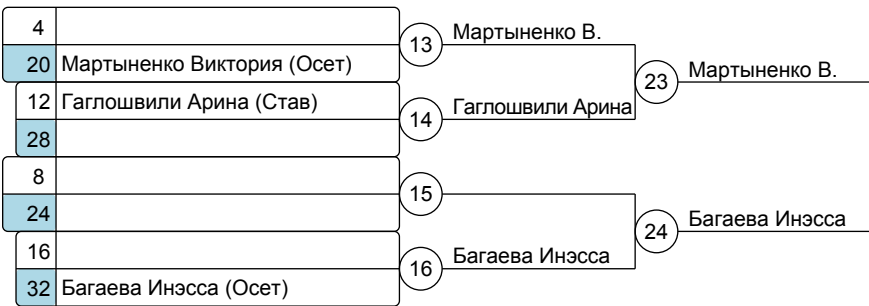 4
13
Мартыненко В.
20 Мартыненко Виктория (Осет)
23
Мартыненко В.
12 Гаглошвили Арина (Став)
14
Гаглошвили Арина
28
8
15
24
24
Багаева Инэсса
16
16
Багаева Инэсса
32 Багаева Инэсса (Осет)